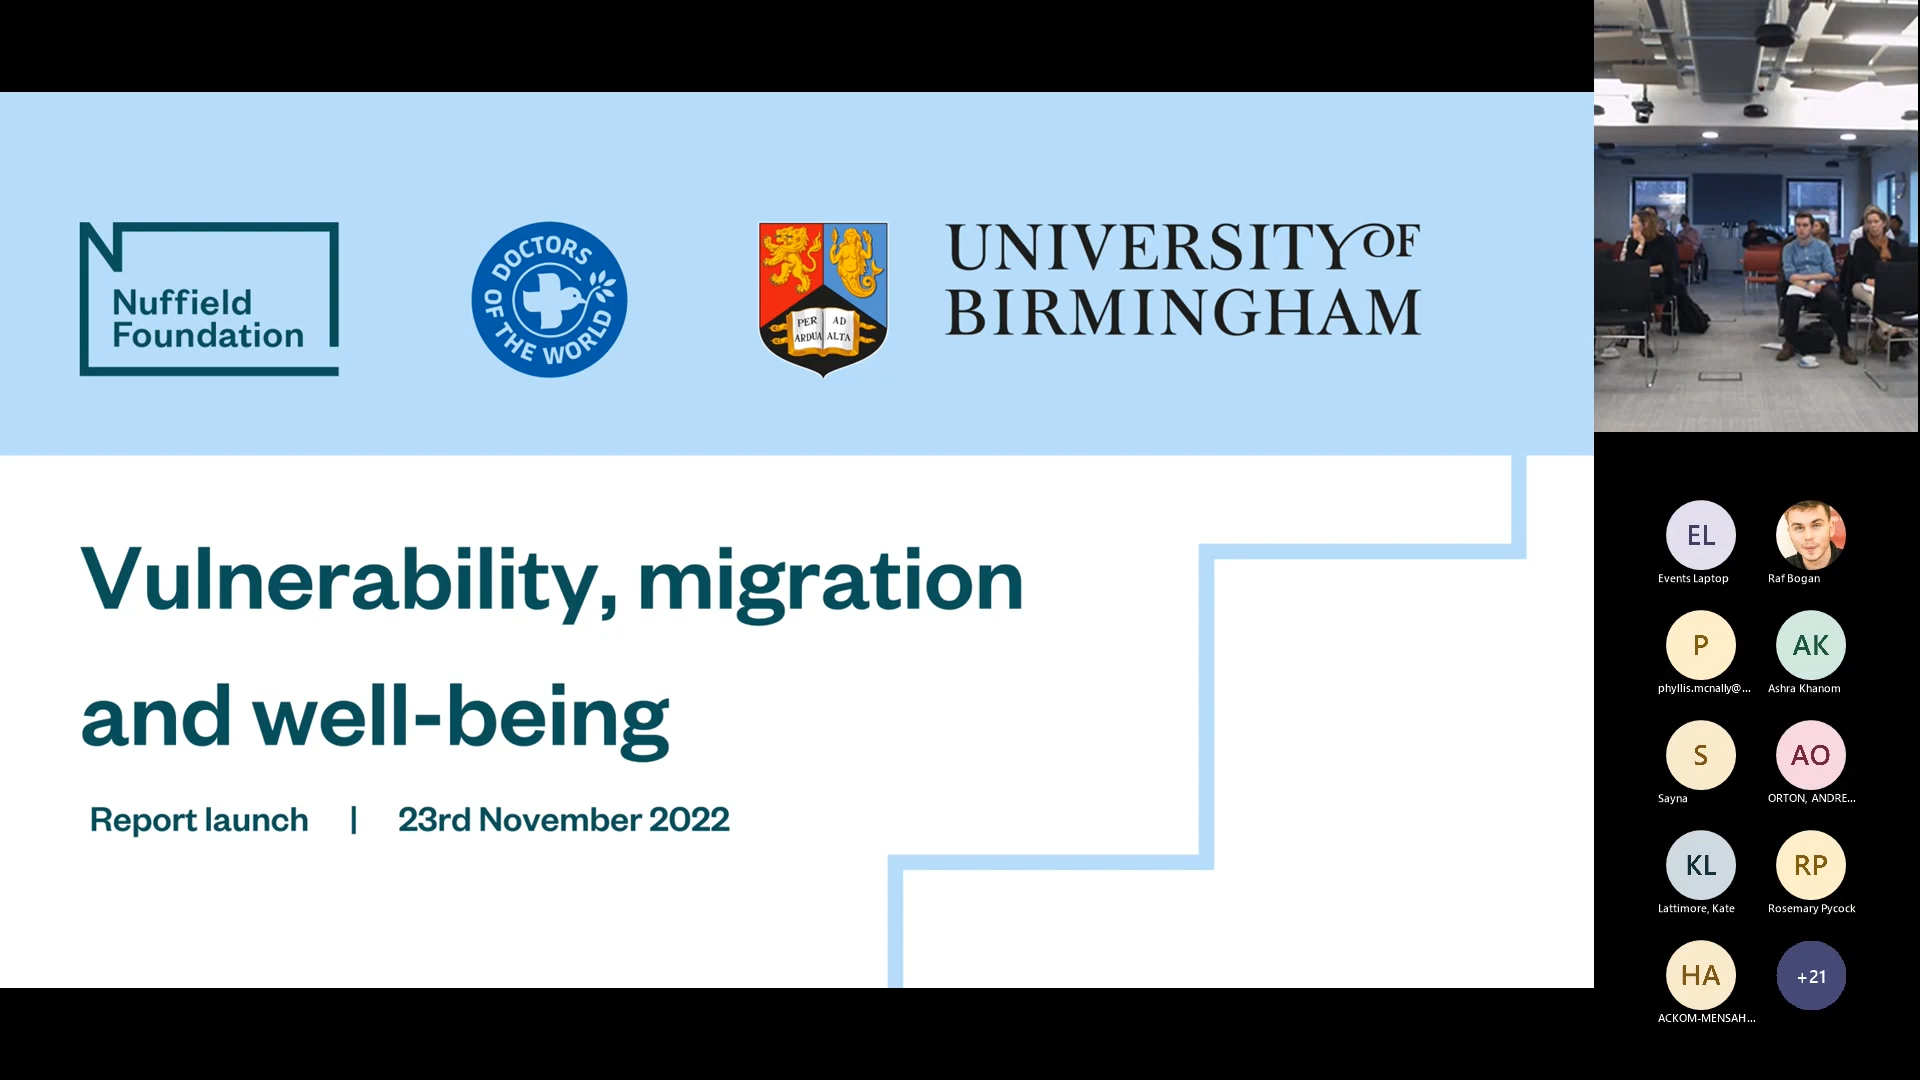 Nuffield
Foundation
DOCTORS
OF THE WORLD
PER AD
ARDUA ALTA
UNIVERSITY OF
BIRMINGHAM
Vulnerability, migration
and well-being
Report launch | 23rd November 2022
EL
Events Laptop
Raf Bogan
P
phyllis.mcnally@...
AK
Ashra Khanom
S
Sayna
AO
ORTON, ANDRE...
KL
Lattimore, Kate
RP
Rosemary Pycock
HA
ACKOM-MENSAH...
+21